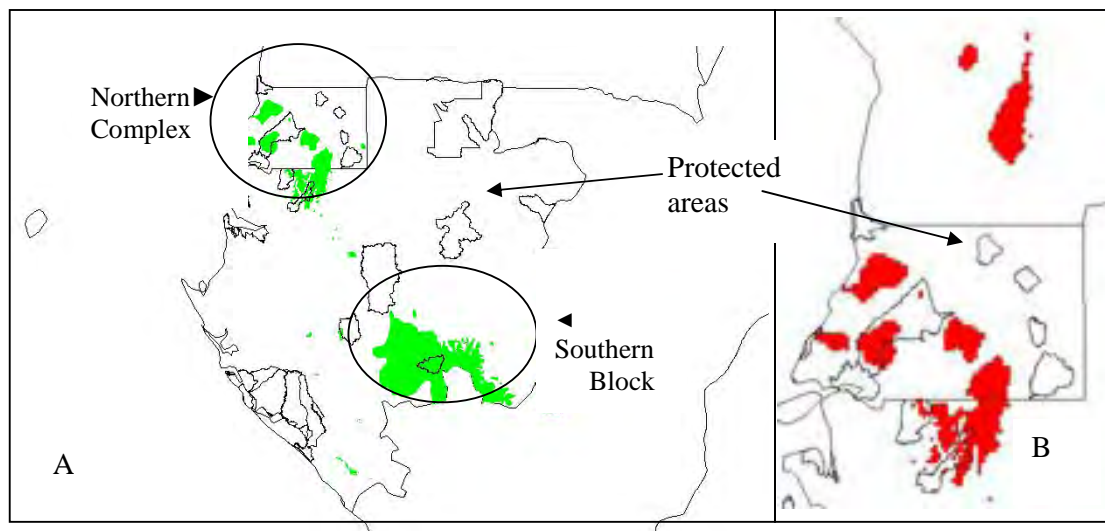 Northern
Complex
Protected
areas
Southern
Block
A
B